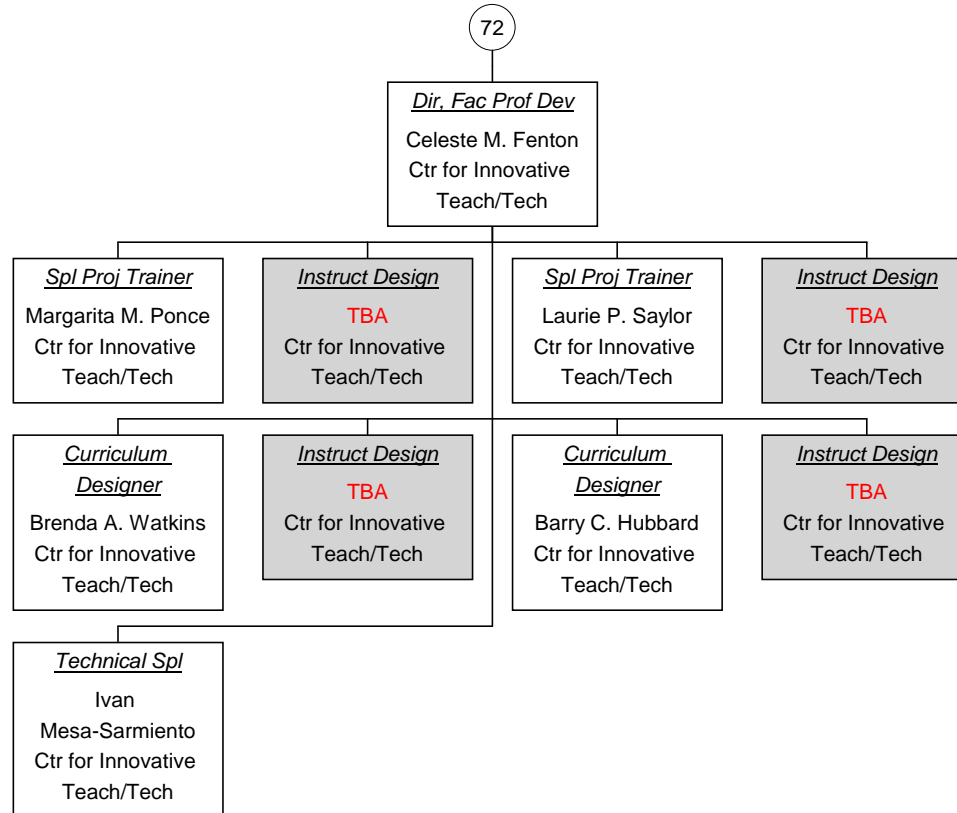 72
Dir, Fac Prof Dev
Celeste M. Fenton
Ctr for Innovative
Teach/Tech
Spl Proj Trainer
Margarita M. Ponce
Ctr for Innovative
Teach/Tech
Instruct Design
TBA
Ctr for Innovative
Teach/Tech
Spl Proj Trainer
Laurie P. Saylor
Ctr for Innovative
Teach/Tech
Instruct Design
TBA
Ctr for Innovative
Teach/Tech
Curriculum
Designer
Brenda A. Watkins
Ctr for Innovative
Teach/Tech
Instruct Design
TBA
Ctr for Innovative
Teach/Tech
Curriculum
Designer
Barry C. Hubbard
Ctr for Innovative
Teach/Tech
Instruct Design
TBA
Ctr for Innovative
Teach/Tech
Technical Spl
Ivan
Mesa-Sarmiento
Ctr for Innovative
Teach/Tech